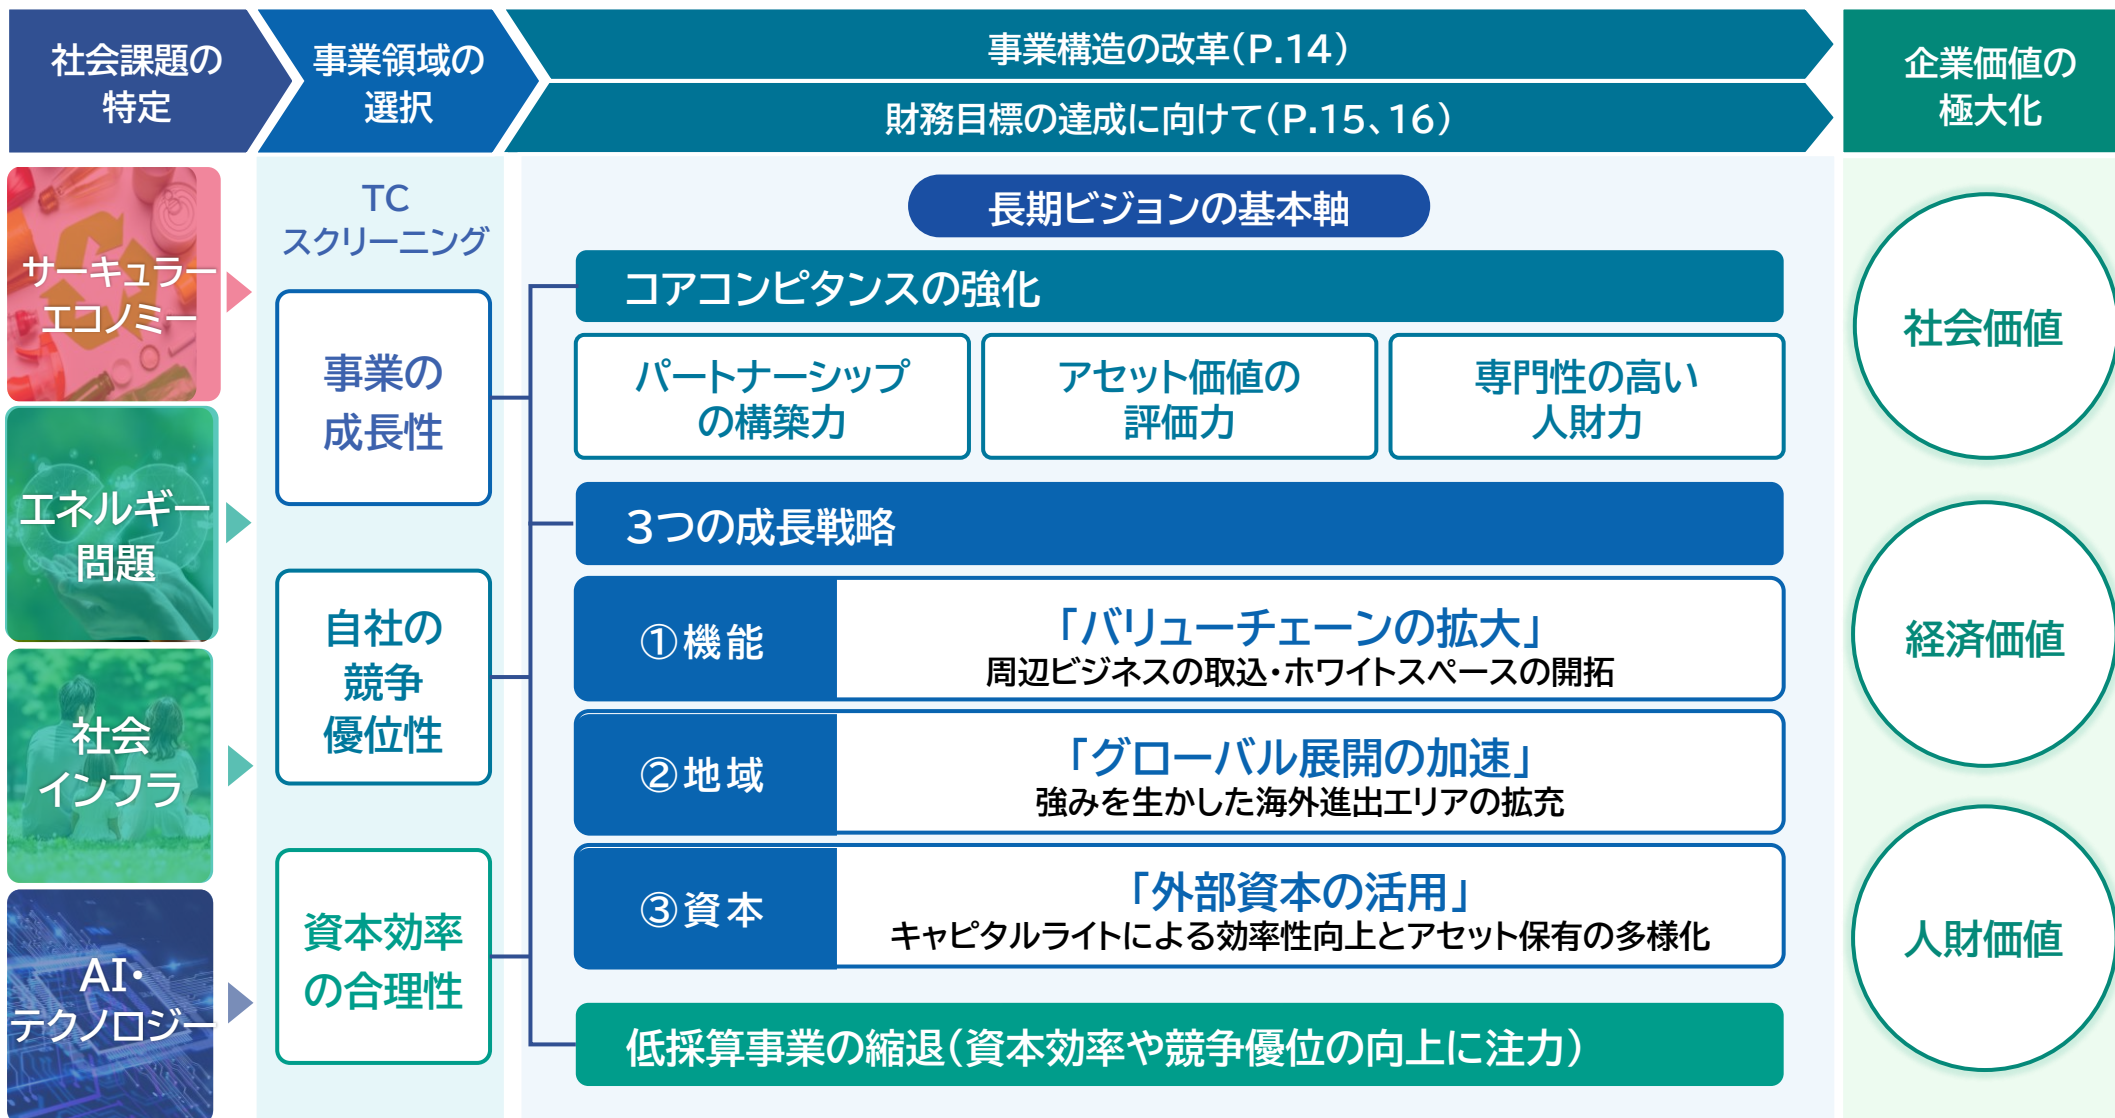 社会課題の
特定
事業領域の
選択
事業構造の改革(P.14)
財務目標の達成に向けて(P.15、16)
企業価値の
極大化
サーキュラー
エコノミー
エネルギー
問題
社会
インフラ
AI・
テクノロジー
TC
スクリーニング
事業の
成長性
自社の
競争
優位性
資本効率
の合理性
長期ビジョンの基本軸
コアコンピタンスの強化
パートナーシップ
の構築力
アセット価値の
評価力
専門性の高い
人財力
3つの成長戦略
①機能
「バリューチェーンの拡大」
周辺ビジネスの取込・ホワイトスペースの開拓
②地域
「グローバル展開の加速」
強みを生かした海外進出エリアの拡充
③資本
「外部資本の活用」
キャピタルライトによる効率性向上とアセット保有の多様化
低採算事業の縮退(資本効率や競争優位の向上に注力)
社会価値
経済価値
人財価値